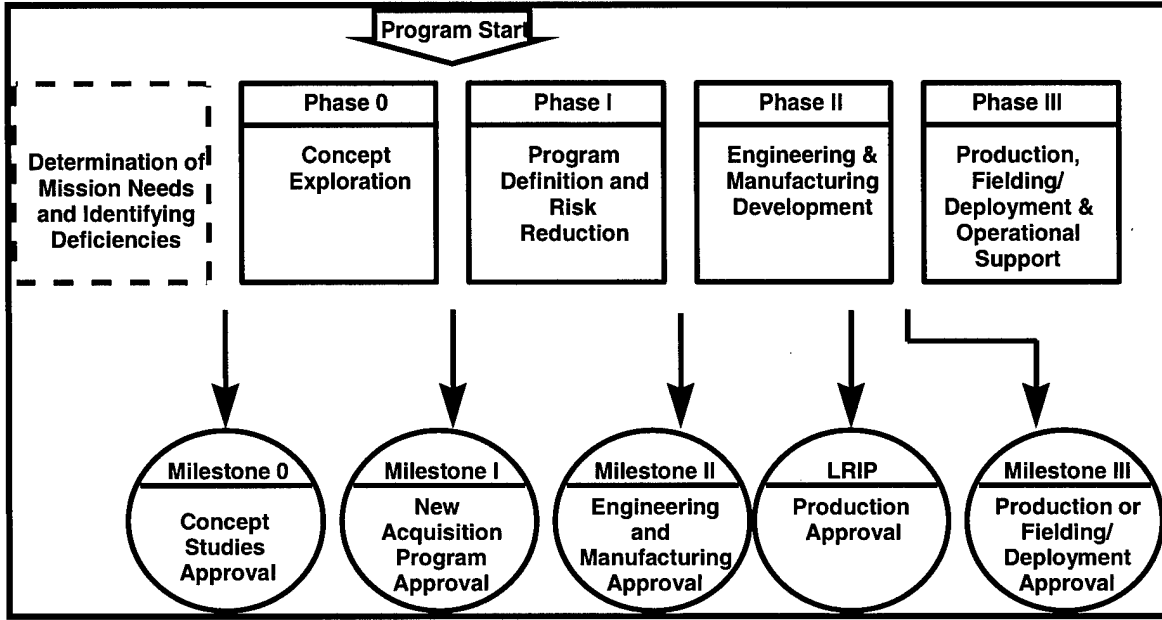 Program Start
Determination of
Mission Needs
and Identifying
Deficiencies
Phase 0
Concept
Exploration
Phase I
Program
Definition and
Risk
Reduction
Phase II
Engineering &
Manufacturing
Development
Phase III
Production,
Fielding/
Deployment &
Operational
Support
Milestone 0
Concept
Studies
Approval
Milestone I
New
Acquisition
Program
Approval
Milestone II
Engineering
and
Manufacturing
Approval
LRIP
Production
Approval
Milestone III
Production or
Fielding/
Deployment
Approval